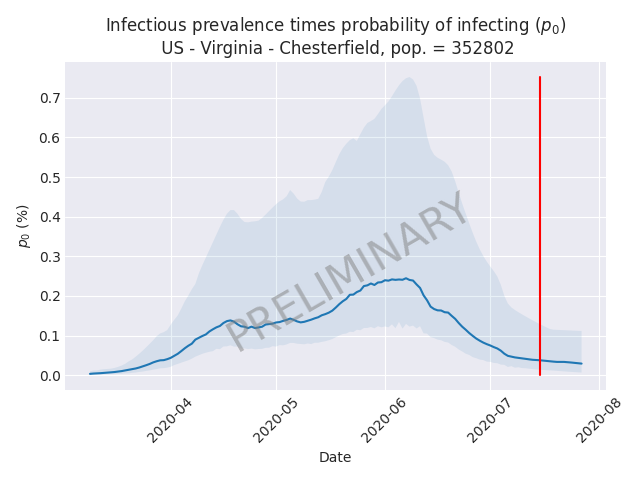 Infectious prevalence times probability of infecting (p₀)
US - Virginia - Chesterfield, pop. = 352802
0.7
0.6
0.5
0.4
0.3
0.2
0.1
0.0
p₀ (%)
PRELIMINARY
2020-04
2020-05
2020-06
2020-07
2020-08
Date